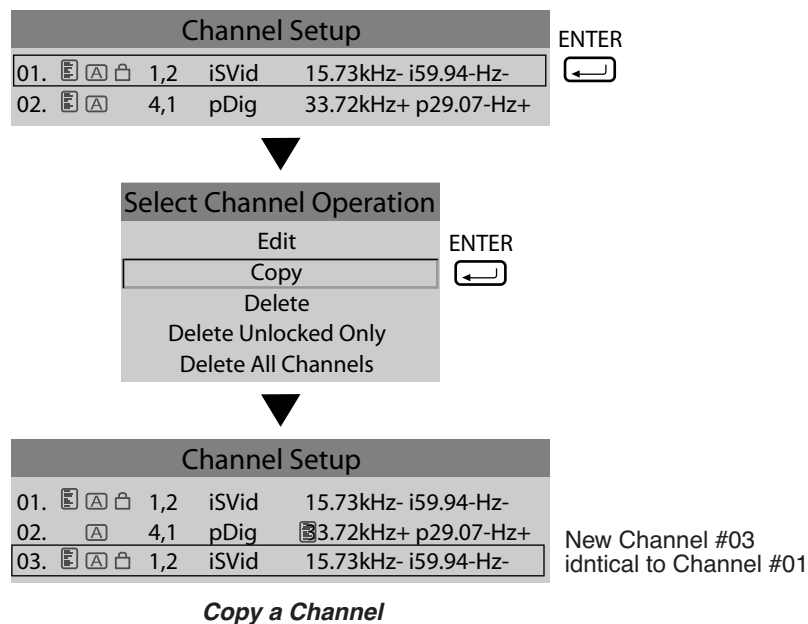 Channel Setup
ENTER
01. A 1,2 iSVid 15.73kHz- i59.94-Hz-
02. A 4,1 pDig 33.72kHz+ p29.07-Hz+
Select Channel Operation
Edit
ENTER
Copy
Delete
Delete Unlocked Only
Delete All Channels
Channel Setup
01. A 1,2 iSVid 15.73kHz- i59.94-Hz-
02. A 4,1 pDig 33.72kHz+ p29.07-Hz+
03. A 1,2 iSVid 15.73kHz- i59.94-Hz-
New Channel #03
idntical to Channel #01
Copy a Channel